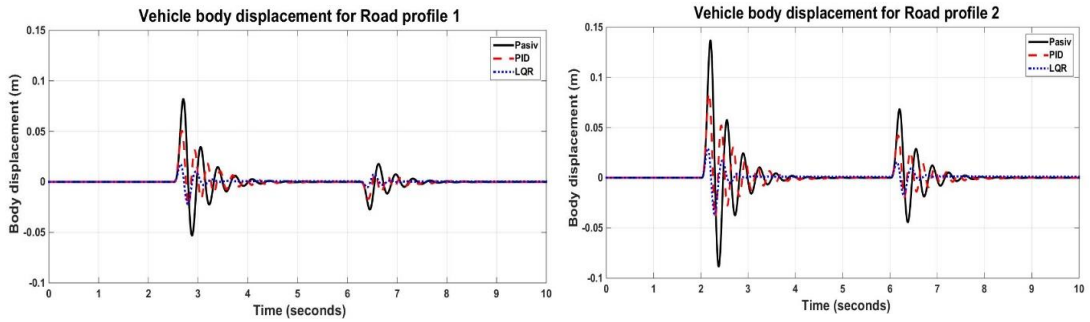 Vehicle body displacement for Road profile 1
0.15
0.1
0.05
0
-0.05
-0.1
Body displacement (m)
Pasiv
PID
LQR
0 1 2 3 4 5 6 7 8 9 10
Time (seconds)
Vehicle body displacement for Road profile 2
0.15
0.1
0.05
0
-0.05
-0.1
Body displacement (m)
Pasiv
PID
LQR
0 1 2 3 4 5 6 7 8 9 10
Time (seconds)